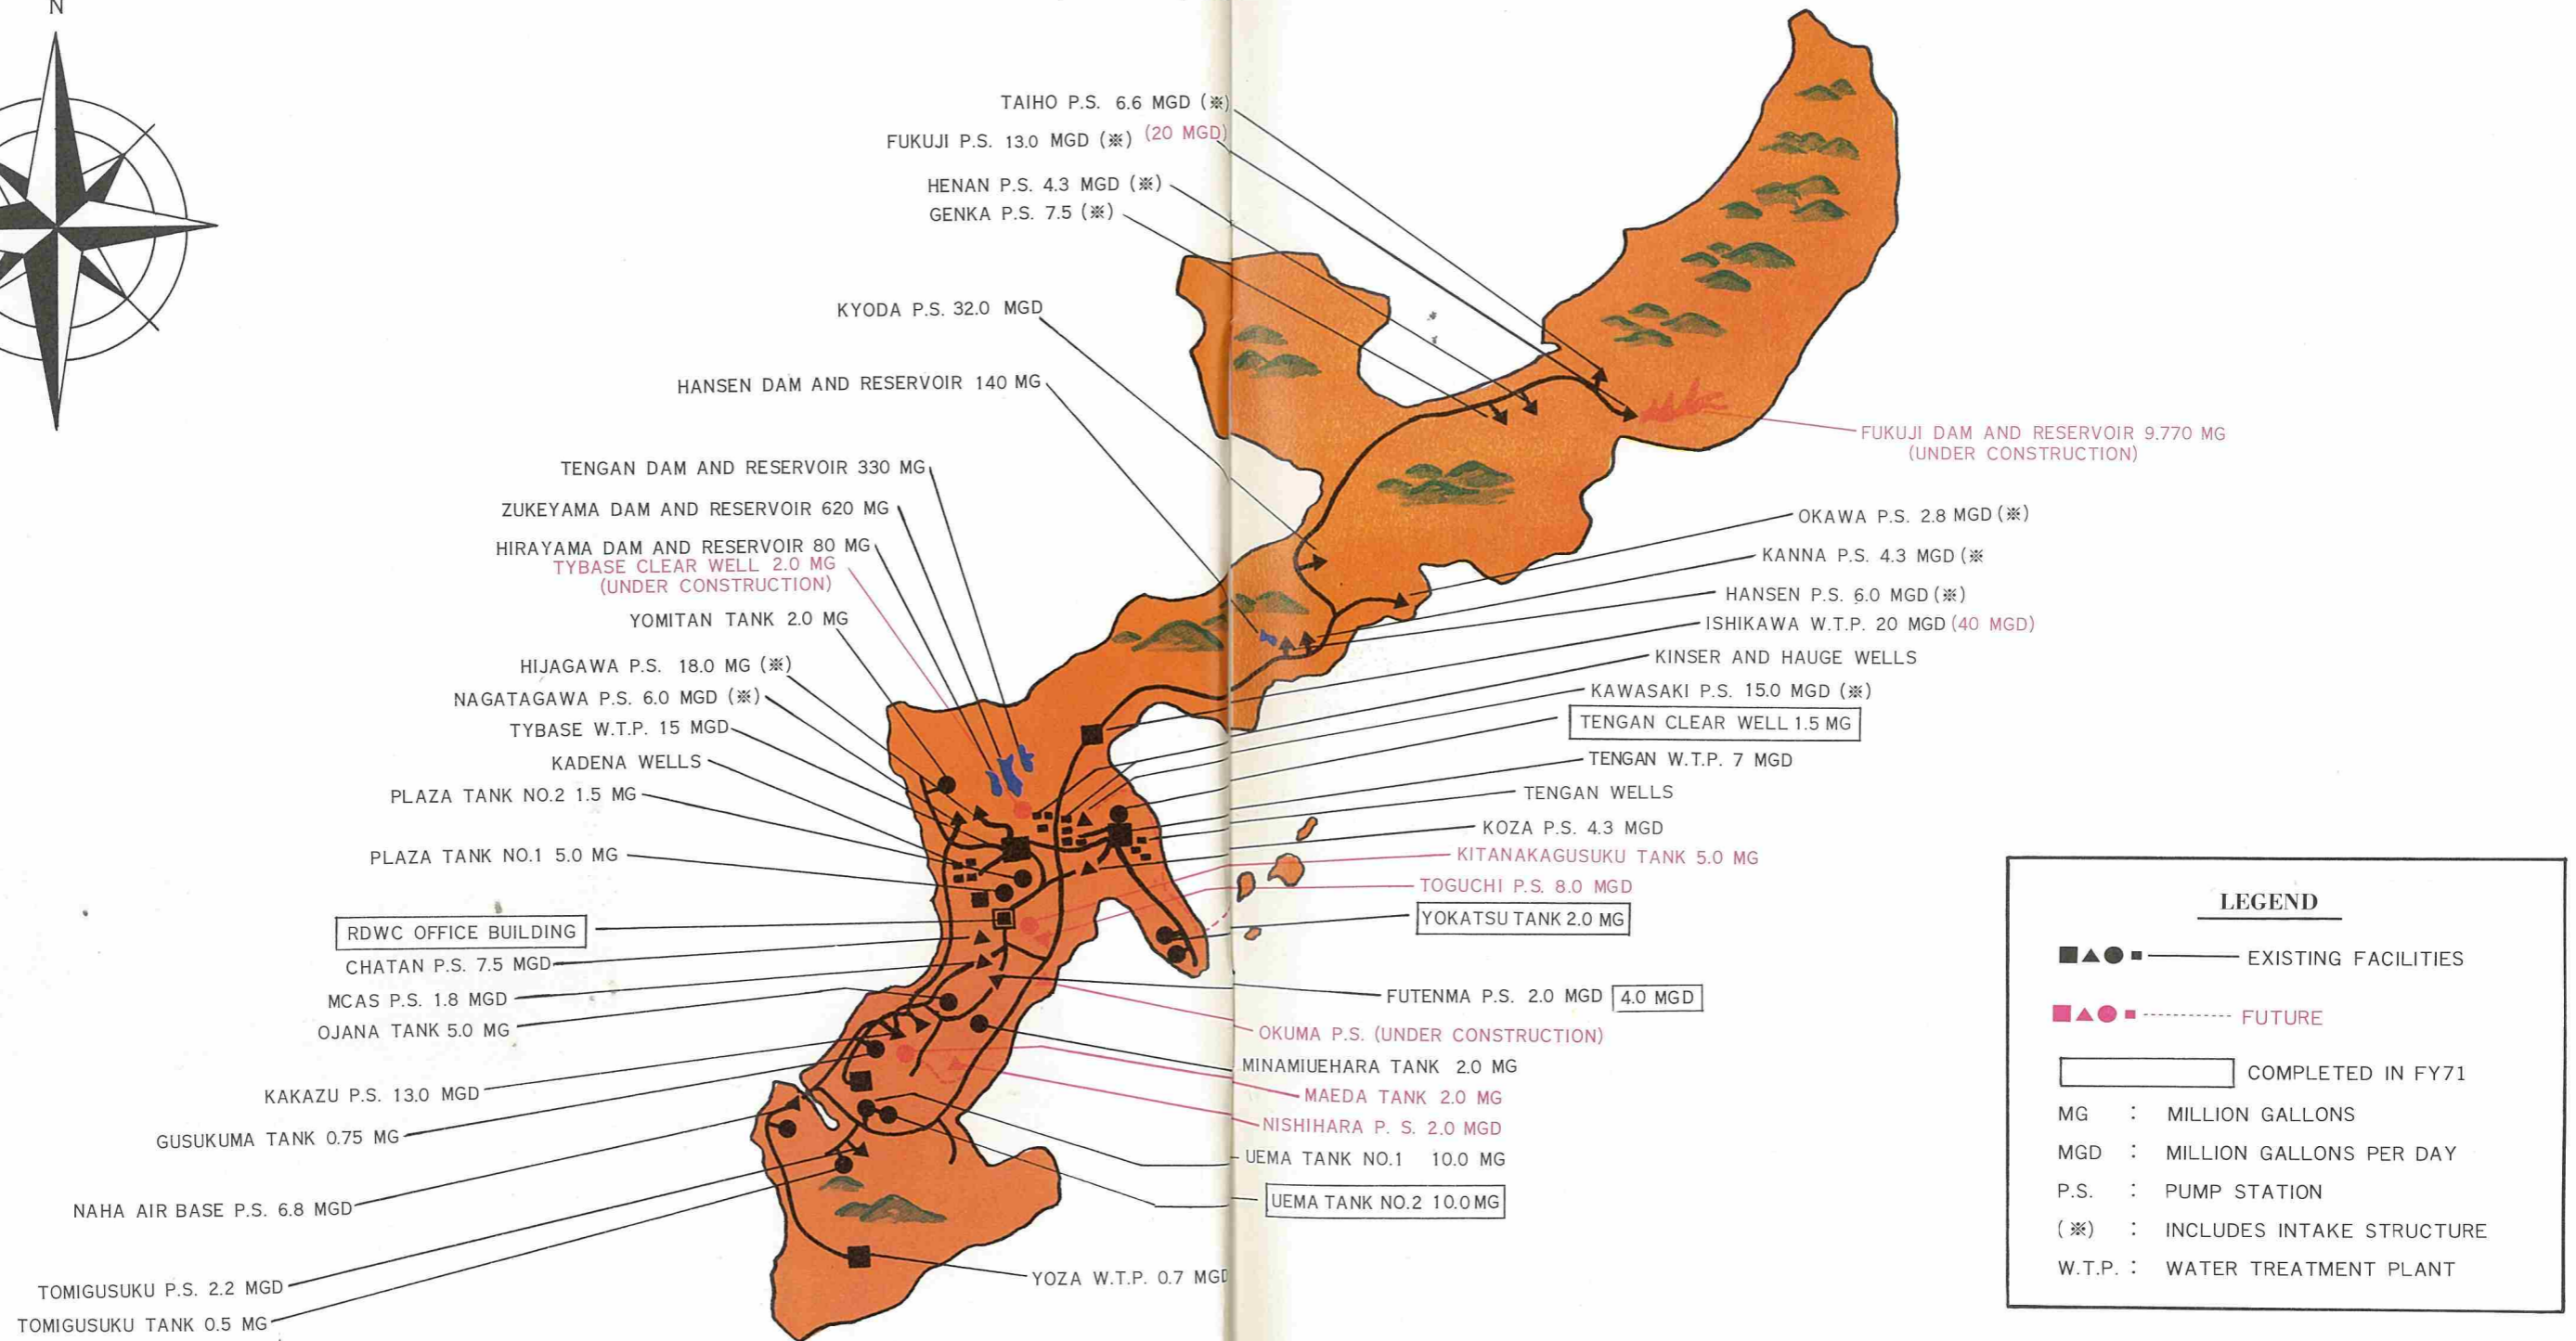 N
TAIHO P.S. 6.6 MGD (※)
FUKUJI P.S. 13.0 MGD (※) (20 MGD)
HENAN P.S. 4.3 MGD (※)
GENKA P.S. 7.5 (※)
KYODA P.S. 32.0 MGD
HANSEN DAM AND RESERVOIR 140 MG
TENGAN DAM AND RESERVOIR 330 MG
ZUKEYAMA DAM AND RESERVOIR 620 MG
HIRAYAMA DAM AND RESERVOIR 80 MG
TYBASE CLEAR WELL 2.0 MG
(UNDER CONSTRUCTION)
YOMITAN TANK 2.0 MG
HIJAGAWA P.S. 18.0 MG (※)
NAGATAGAWA P.S. 6.0 MGD (※)
TYBASE W.T.P. 15 MGD
KADENA WELLS
PLAZA TANK NO.2 1.5 MG
PLAZA TANK NO.1 5.0 MG
RDWC OFFICE BUILDING
CHATAN P.S. 7.5 MGD
MCAS P.S. 1.8 MGD
OJANA TANK 5.0 MG
KAKAZU P.S. 13.0 MGD
GUSUKUMA TANK 0.75 MG
NAHA AIR BASE P.S. 6.8 MGD
TOMIGUSUKU P.S. 2.2 MGD
TOMIGUSUKU TANK 0.5 MG
FUKUJI DAM AND RESERVOIR 9.770 MG
(UNDER CONSTRUCTION)
OKAWA P.S. 2.8 MGD (※)
KANNA P.S. 4.3 MGD (※
HANSEN P.S. 6.0 MGD (※)
ISHIKAWA W.T.P. 20 MGD (40 MGD)
KINSER AND HAUGE WELLS
KAWASAKI P.S. 15.0 MGD (※)
TENGAN CLEAR WELL 1.5 MG
TENGAN W.T.P. 7 MGD
TENGAN WELLS
KOZA P.S. 4.3 MGD
KITANAKAGUSUKU TANK 5.0 MG
TOGUCHI P.S. 8.0 MGD
YOKATSU TANK 2.0 MG
FUTENMA P.S. 2.0 MGD 4.0 MGD
OKUMA P.S. (UNDER CONSTRUCTION)
MINAMIUEHARA TANK 2.0 MG
MAEDA TANK 2.0 MG
NISHIHARA P. S. 2.0 MGD
UEMA TANK NO.1 10.0 MG
UEMA TANK NO.2 10.0 MG
YOZA W.T.P. 0.7 MGD
LEGEND
EXISTING FACILITIES
FUTURE
COMPLETED IN FY71
MG : MILLION GALLONS
MGD : MILLION GALLONS PER DAY
P.S. : PUMP STATION
(※) : INCLUDES INTAKE STRUCTURE
W.T.P. : WATER TREATMENT PLANT